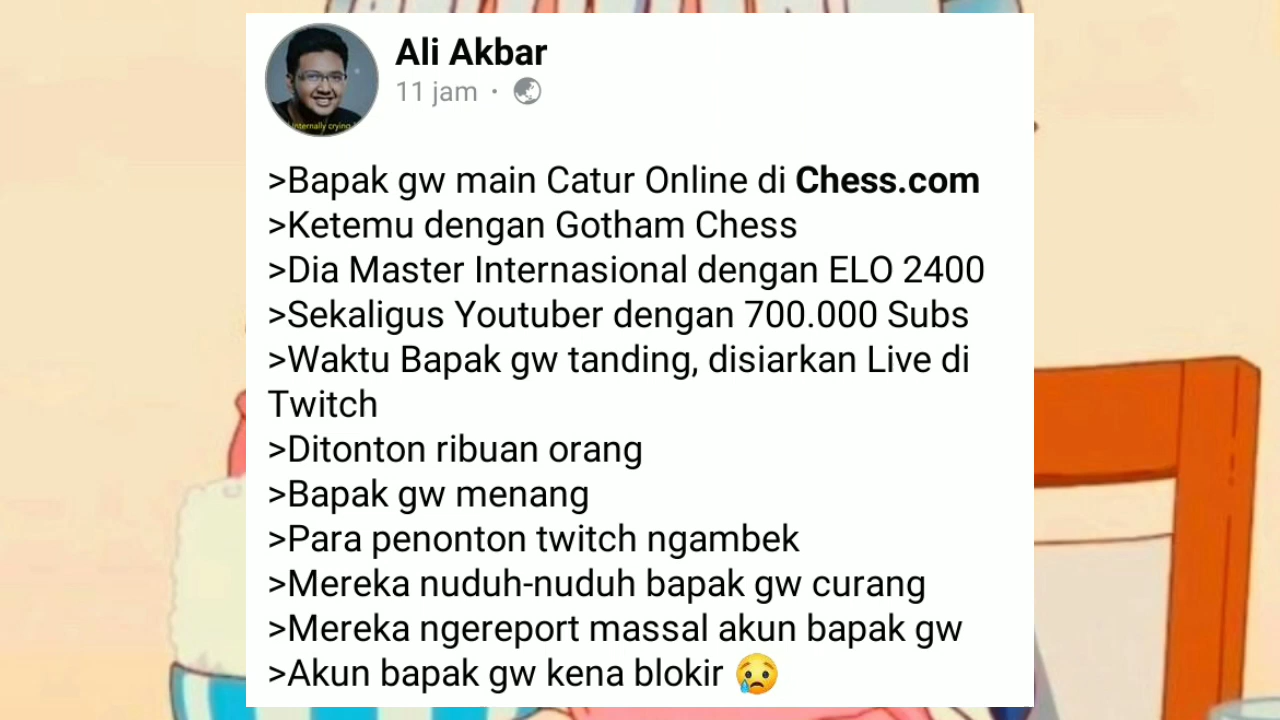 Ali Akbar
11 jam ·
internally crying
>Bapak gw main Catur Online di Chess.com
>Ketemu dengan Gotham Chess
>Dia Master Internasional dengan ELO 2400
>Sekaligus Youtuber dengan 700.000 Subs
>Waktu Bapak gw tanding, disiarkan Live di
Twitch
>Ditonton ribuan orang
>Bapak gw menang
>Para penonton twitch ngambek
>Mereka nuduh-nuduh bapak gw curang
>Mereka ngereport massal akun bapak gw
>Akun bapak gw kena blokir 😢